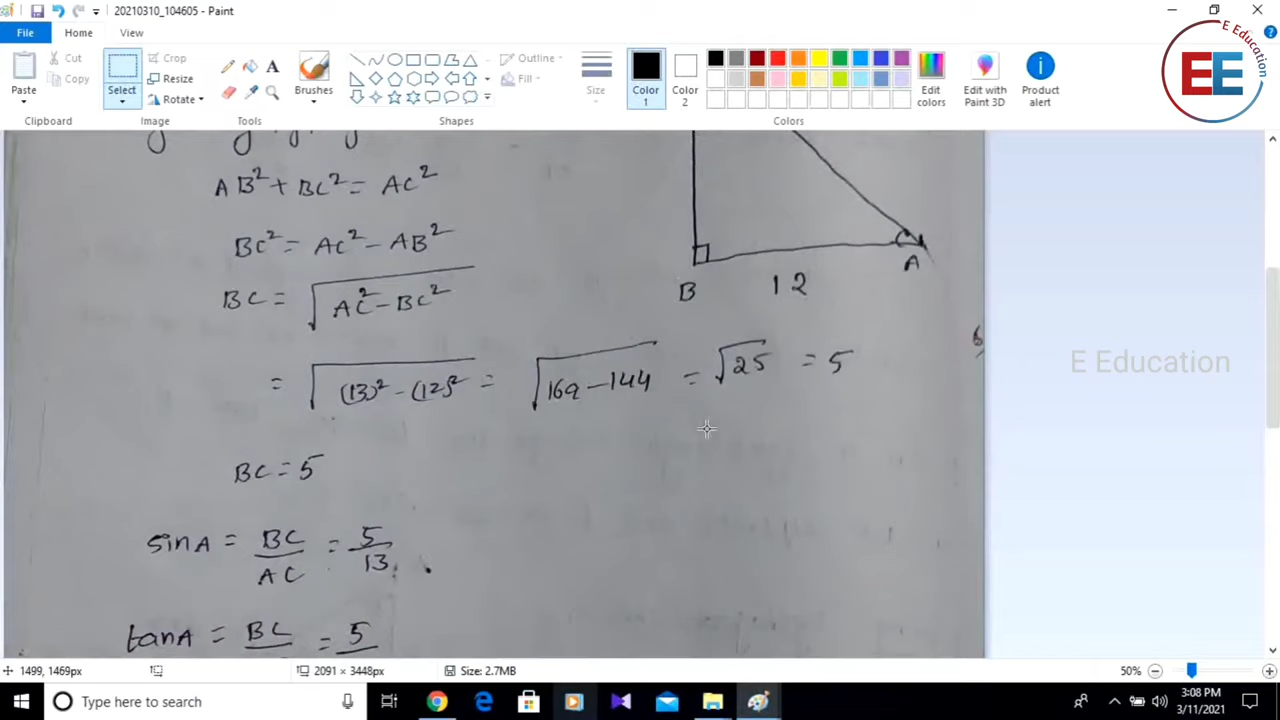 20210310_104605 - Paint
E Education
EE
File Home View
Paste Cut Copy Clipboard
Select Crop Resize Rotate Image
Tools
Brushes
Outline Fill Shapes
Size
Color 1 Color 2 Edit colors Colors
Edit with Paint 3D
Product alert
AB² + BC² = AC²
BC² = AC² - AB²
BC = √AC² - BC²
= √(13)² - (12)² = √169 - 144 = √25 = 5
B 12 A
E Education
BC = 5
sinA = BC/AC = 5/13
tanA = BC = 5
1499, 1469px 2091 × 3448px Size: 2.7MB 50%
Type here to search
3:08 PM
3/11/2021